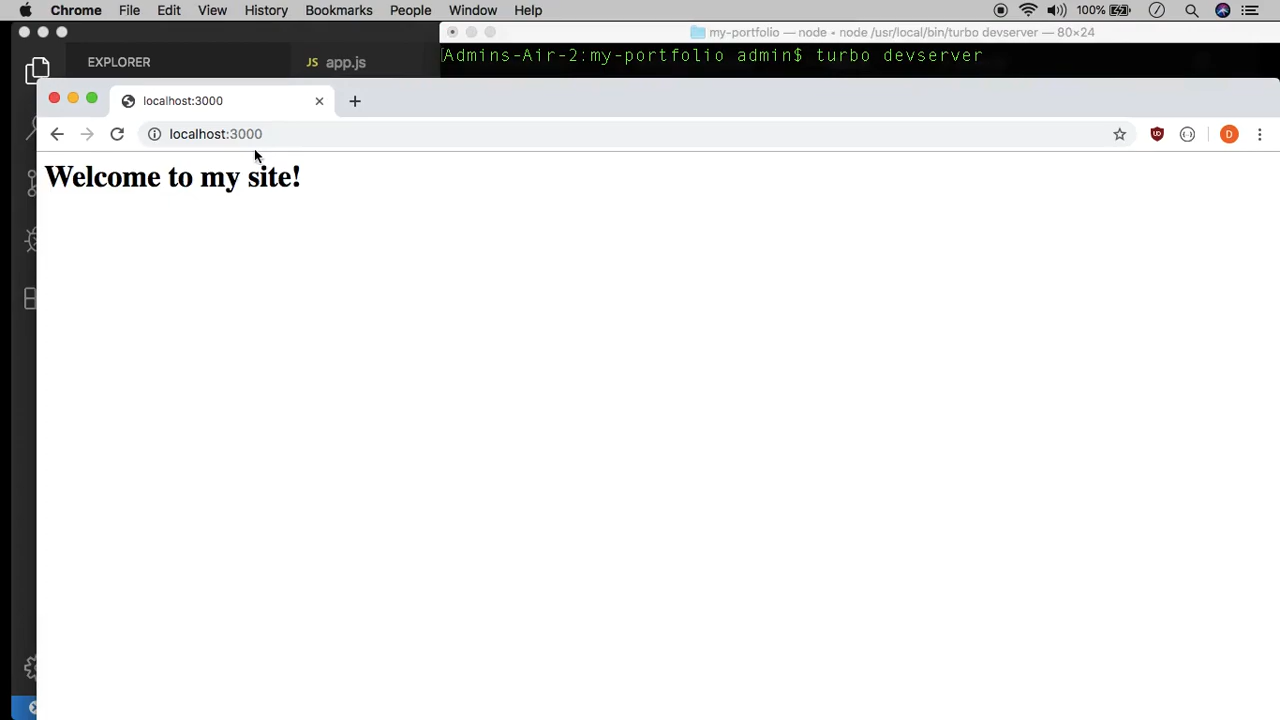 Chrome File Edit View History Bookmarks People Window Help 100%
my-portfolio — node • node /usr/local/bin/turbo devserver — 80×24
EXPLORER
JS app.js
[Admins-Air-2:my-portfolio admin$ turbo devserver
localhost:3000
localhost:3000
D
Welcome to my site!